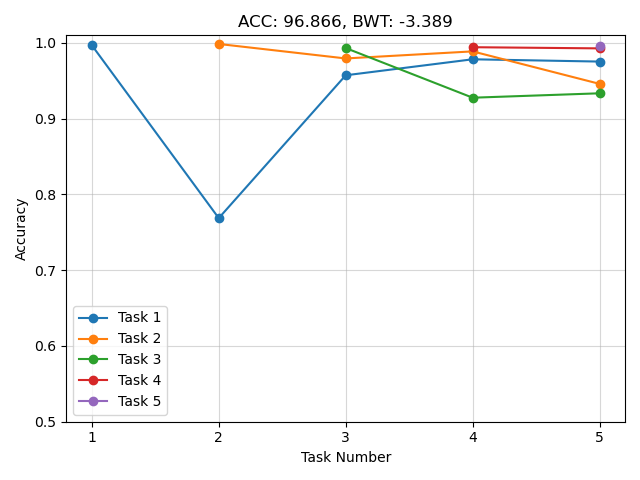 ACC: 96.866, BWT: -3.389
1.0
0.9
0.8
0.7
0.6
0.5
Accuracy
Task 1
Task 2
Task 3
Task 4
Task 5
1 2 3 4 5
Task Number